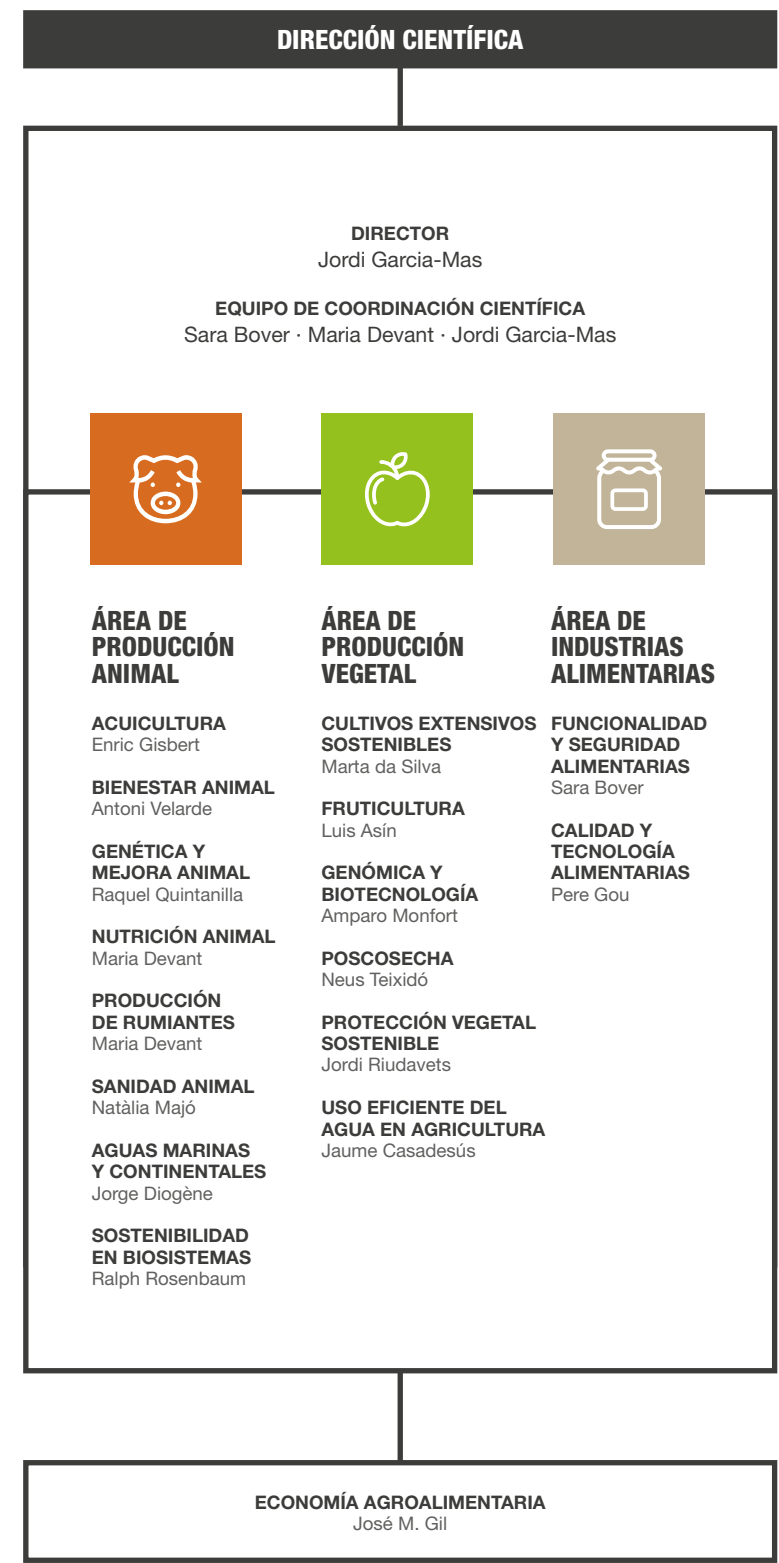 DIRECCIÓN CIENTÍFICA
DIRECTOR
Jordi Garcia-Mas
EQUIPO DE COORDINACIÓN CIENTÍFICA
Sara Bover · Maria Devant · Jordi Garcia-Mas
ÁREA DE
PRODUCCIÓN
ANIMAL
ACUICULTURA
Enric Gisbert
BIENESTAR ANIMAL
Antoni Velarde
GENÉTICA Y
MEJORA ANIMAL
Raquel Quintanilla
NUTRICIÓN ANIMAL
Maria Devant
PRODUCCIÓN
DE RUMIANTES
Maria Devant
SANIDAD ANIMAL
Natàlia Majó
AGUAS MARINAS
Y CONTINENTALES
Jorge Diogène
SOSTENIBILIDAD
EN BIOSISTEMAS
Ralph Rosenbaum
ÁREA DE
PRODUCCIÓN
VEGETAL
CULTIVOS EXTENSIVOS
SOSTENIBLES
Marta da Silva
FRUTICULTURA
Luis Asín
GENÓMICA Y
BIOTECNOLOGÍA
Amparo Monfort
POSCOSECHA
Neus Teixidó
PROTECCIÓN VEGETAL
SOSTENIBLE
Jordi Riudavets
USO EFICIENTE DEL
AGUA EN AGRICULTURA
Jaume Casadesús
ÁREA DE
INDUSTRIAS
ALIMENTARIAS
FUNCIONALIDAD
Y SEGURIDAD
ALIMENTARIAS
Sara Bover
CALIDAD Y
TECNOLOGÍA
ALIMENTARIAS
Pere Gou
ECONOMÍA AGROALIMENTARIA
José M. Gil